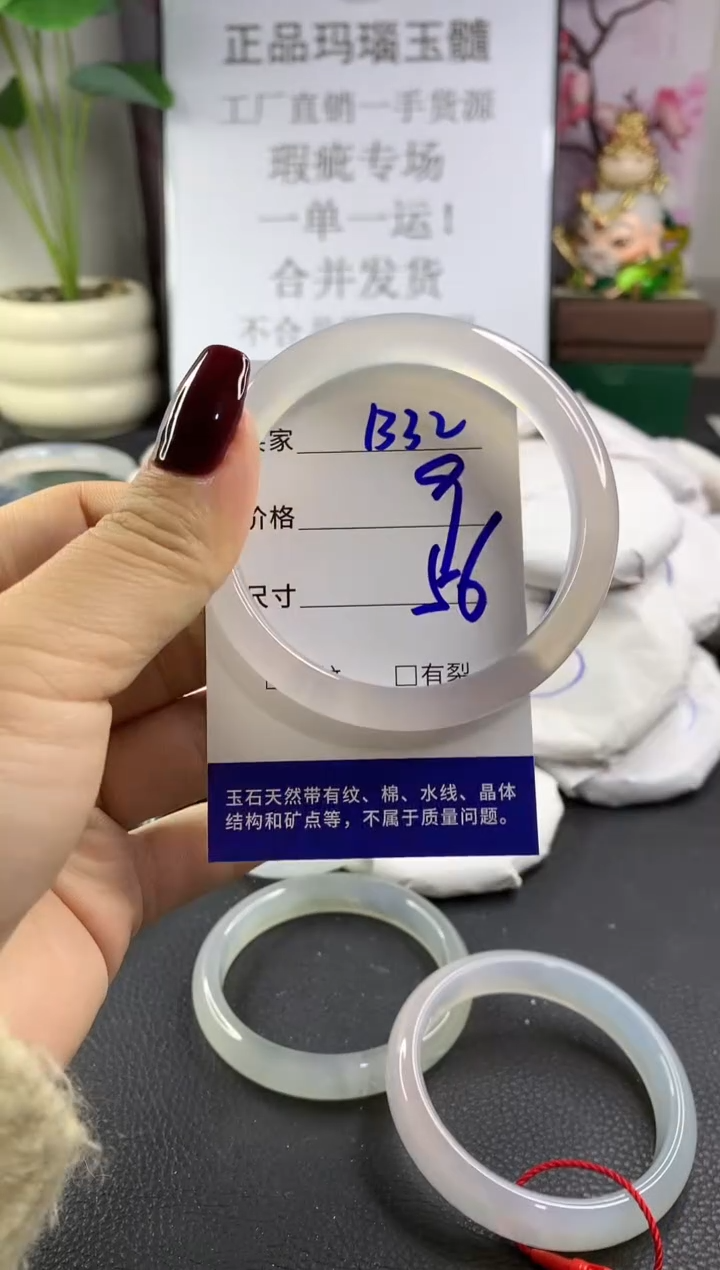 正品玛瑙玉髓
工厂直销一手货源
瑕疵专场
一单一运！
合并发货
家 B32
价格 9
尺寸 56
□有裂
玉石天然带有纹、棉、水线、晶体
结构和矿点等，不属于质量问题。